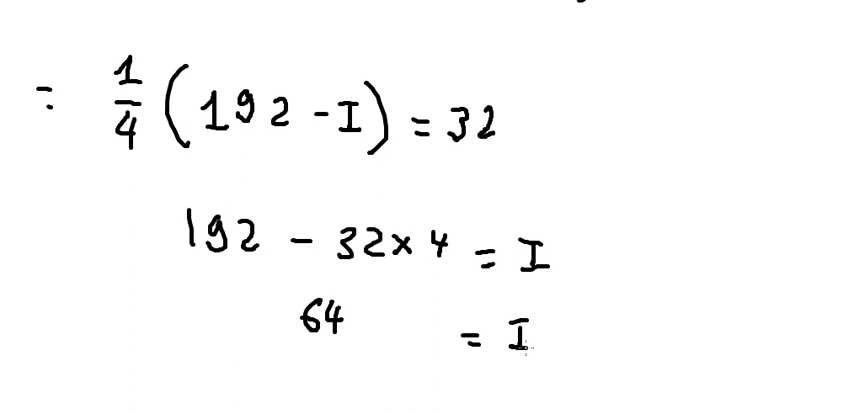 = 1/4 (192 - I) = 32
192 - 32 × 4 = I
64 = I